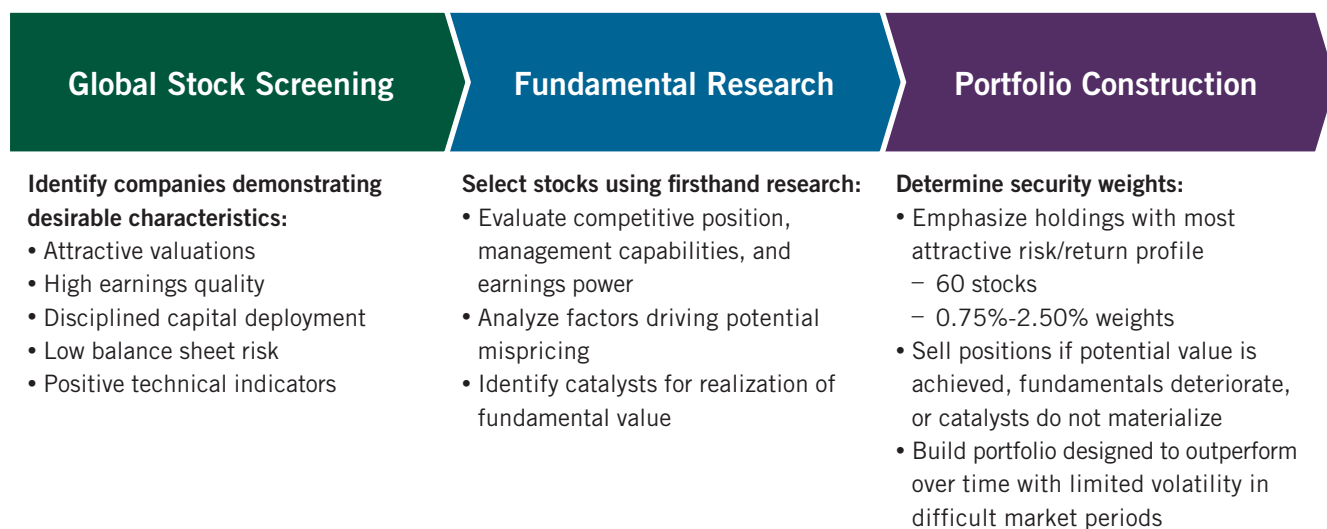 Global Stock Screening
Fundamental Research
Portfolio Construction
Identify companies demonstrating
desirable characteristics:
• Attractive valuations
• High earnings quality
• Disciplined capital deployment
• Low balance sheet risk
• Positive technical indicators
Select stocks using firsthand research:
• Evaluate competitive position,
management capabilities, and
earnings power
• Analyze factors driving potential
mispricing
• Identify catalysts for realization of
fundamental value
Determine security weights:
• Emphasize holdings with most
attractive risk/return profile
– 60 stocks
– 0.75%-2.50% weights
• Sell positions if potential value is
achieved, fundamentals deteriorate,
or catalysts do not materialize
• Build portfolio designed to outperform
over time with limited volatility in
difficult market periods